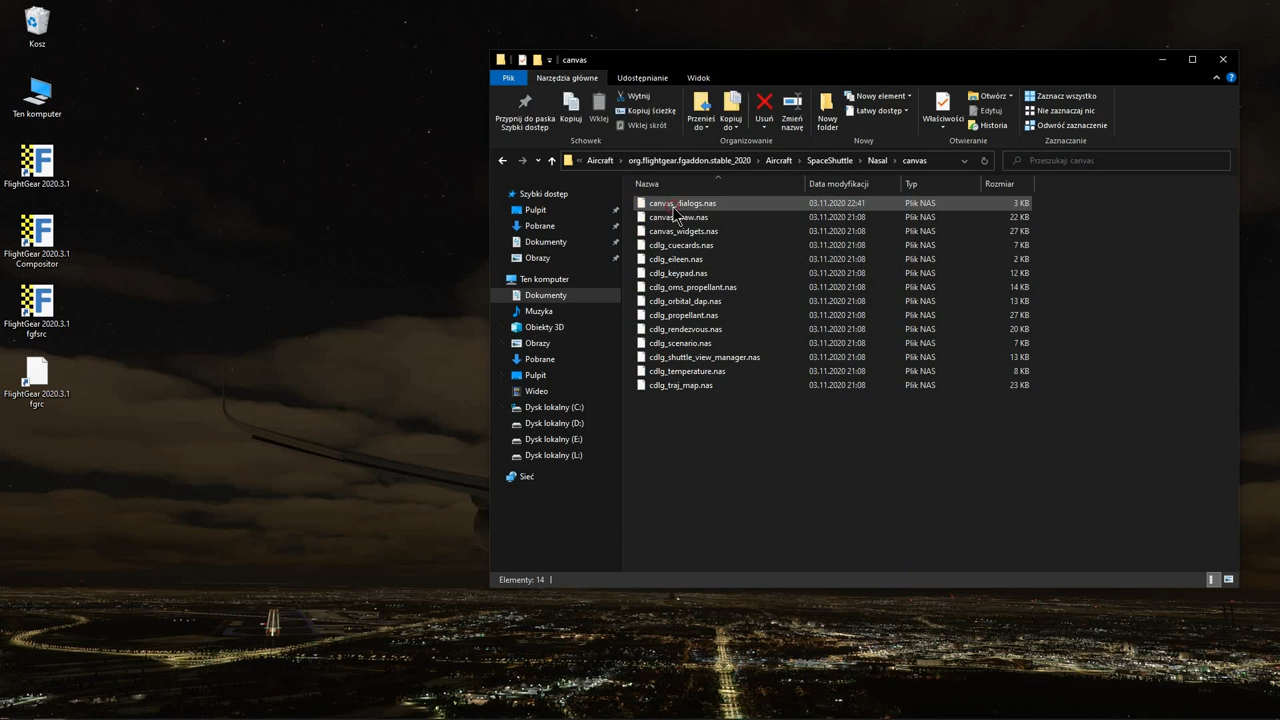 Kosz
Ten komputer
FlightGear 2020.3.1
FlightGear 2020.3.1
Compositor
FlightGear 2020.3.1
fgfsrc
FlightGear 2020.3.1
fgrc
canvas
Plik Narzędzia główne Udostępnianie Widok
Przypnij do paska
Szybki dostęp
Kopiuj
Wklej
Wytnij
Kopiuj ścieżkę
Wklej skrót
Schowek
Przenieś
do
Kopiuj
do
Usuń
Zmień
nazwę
Organizowanie
Nowy
folder
Nowy element
Łatwy dostęp
Nowy
Właściwości
Otwórz
Edytuj
Historia
Otwieranie
Zaznacz wszystko
Nie zaznaczaj nic
Odwróć zaznaczenie
Zaznaczanie
« Aircraft › org.flightgear.fgaddon.stable_2020 › Aircraft › SpaceShuttle › Nasal › canvas
Przeszukaj: canvas
Szybki dostęp
Pulpit
Pobrane
Dokumenty
Obrazy
Ten komputer
Dokumenty
Muzyka
Obiekty 3D
Obrazy
Pobrane
Pulpit
Wideo
Dysk lokalny (C:)
Dysk lokalny (D:)
Dysk lokalny (E:)
Dysk lokalny (L:)
Sieć
Nazwa Data modyfikacji Typ Rozmiar
canvas_dialogs.nas 03.11.2020 22:41 Plik NAS 3 KB
03.11.2020 21:08 Plik NAS 22 KB
canvas_widgets.nas 03.11.2020 21:08 Plik NAS 27 KB
cdlg_cuecards.nas 03.11.2020 21:08 Plik NAS 7 KB
cdlg_eileen.nas 03.11.2020 21:08 Plik NAS 2 KB
cdlg_keypad.nas 03.11.2020 21:08 Plik NAS 12 KB
cdlg_oms_propellant.nas 03.11.2020 21:08 Plik NAS 14 KB
cdlg_orbital_dap.nas 03.11.2020 21:08 Plik NAS 13 KB
cdlg_propellant.nas 03.11.2020 21:08 Plik NAS 27 KB
cdlg_rendezvous.nas 03.11.2020 21:08 Plik NAS 20 KB
cdlg_scenario.nas 03.11.2020 21:08 Plik NAS 7 KB
cdlg_shuttle_view_manager.nas 03.11.2020 21:08 Plik NAS 13 KB
cdlg_temperature.nas 03.11.2020 21:08 Plik NAS 8 KB
cdlg_traj_map.nas 03.11.2020 21:08 Plik NAS 23 KB
Elementy: 14